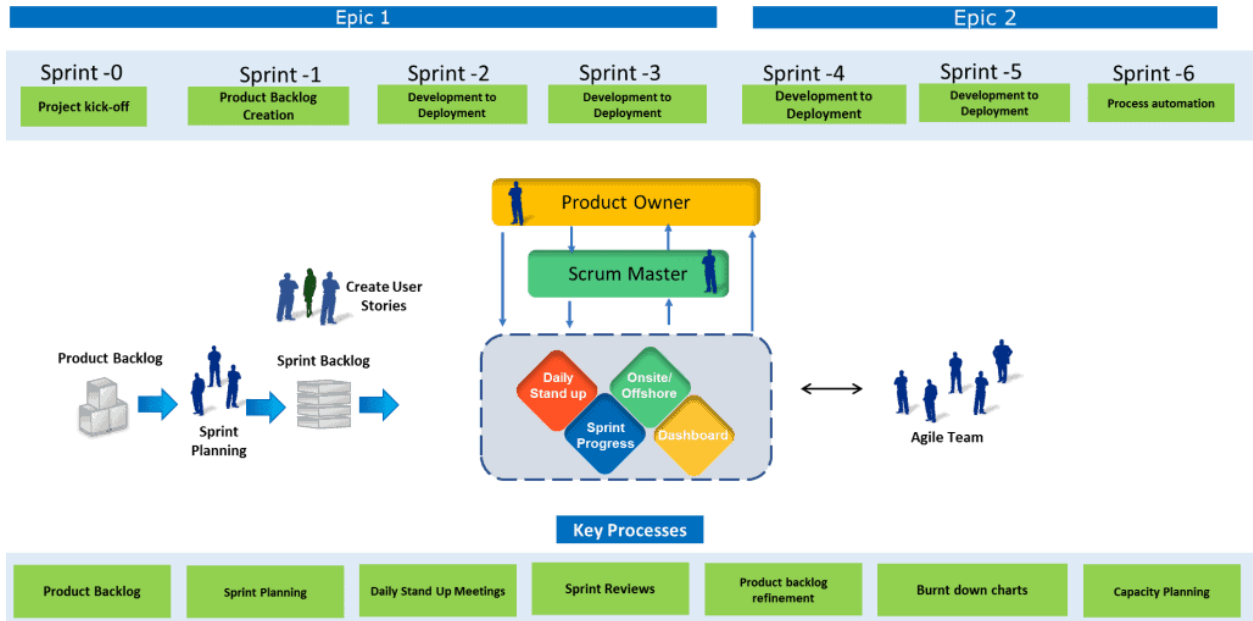 Epic 1
Epic 2
Sprint -0
Sprint -1
Sprint -2
Sprint -3
Sprint -4
Sprint -5
Sprint -6
Project kick-off
Product Backlog
Creation
Development to
Deployment
Development to
Deployment
Development to
Deployment
Development to
Deployment
Process automation
Product Owner
Scrum Master
Create User
Stories
Product Backlog
Sprint Backlog
Sprint
Planning
Daily
Stand up
Onsite/
Offshore
Sprint
Progress
Dashboard
Agile Team
Key Processes
Product Backlog
Sprint Planning
Daily Stand Up Meetings
Sprint Reviews
Product backlog
refinement
Burnt down charts
Capacity Planning